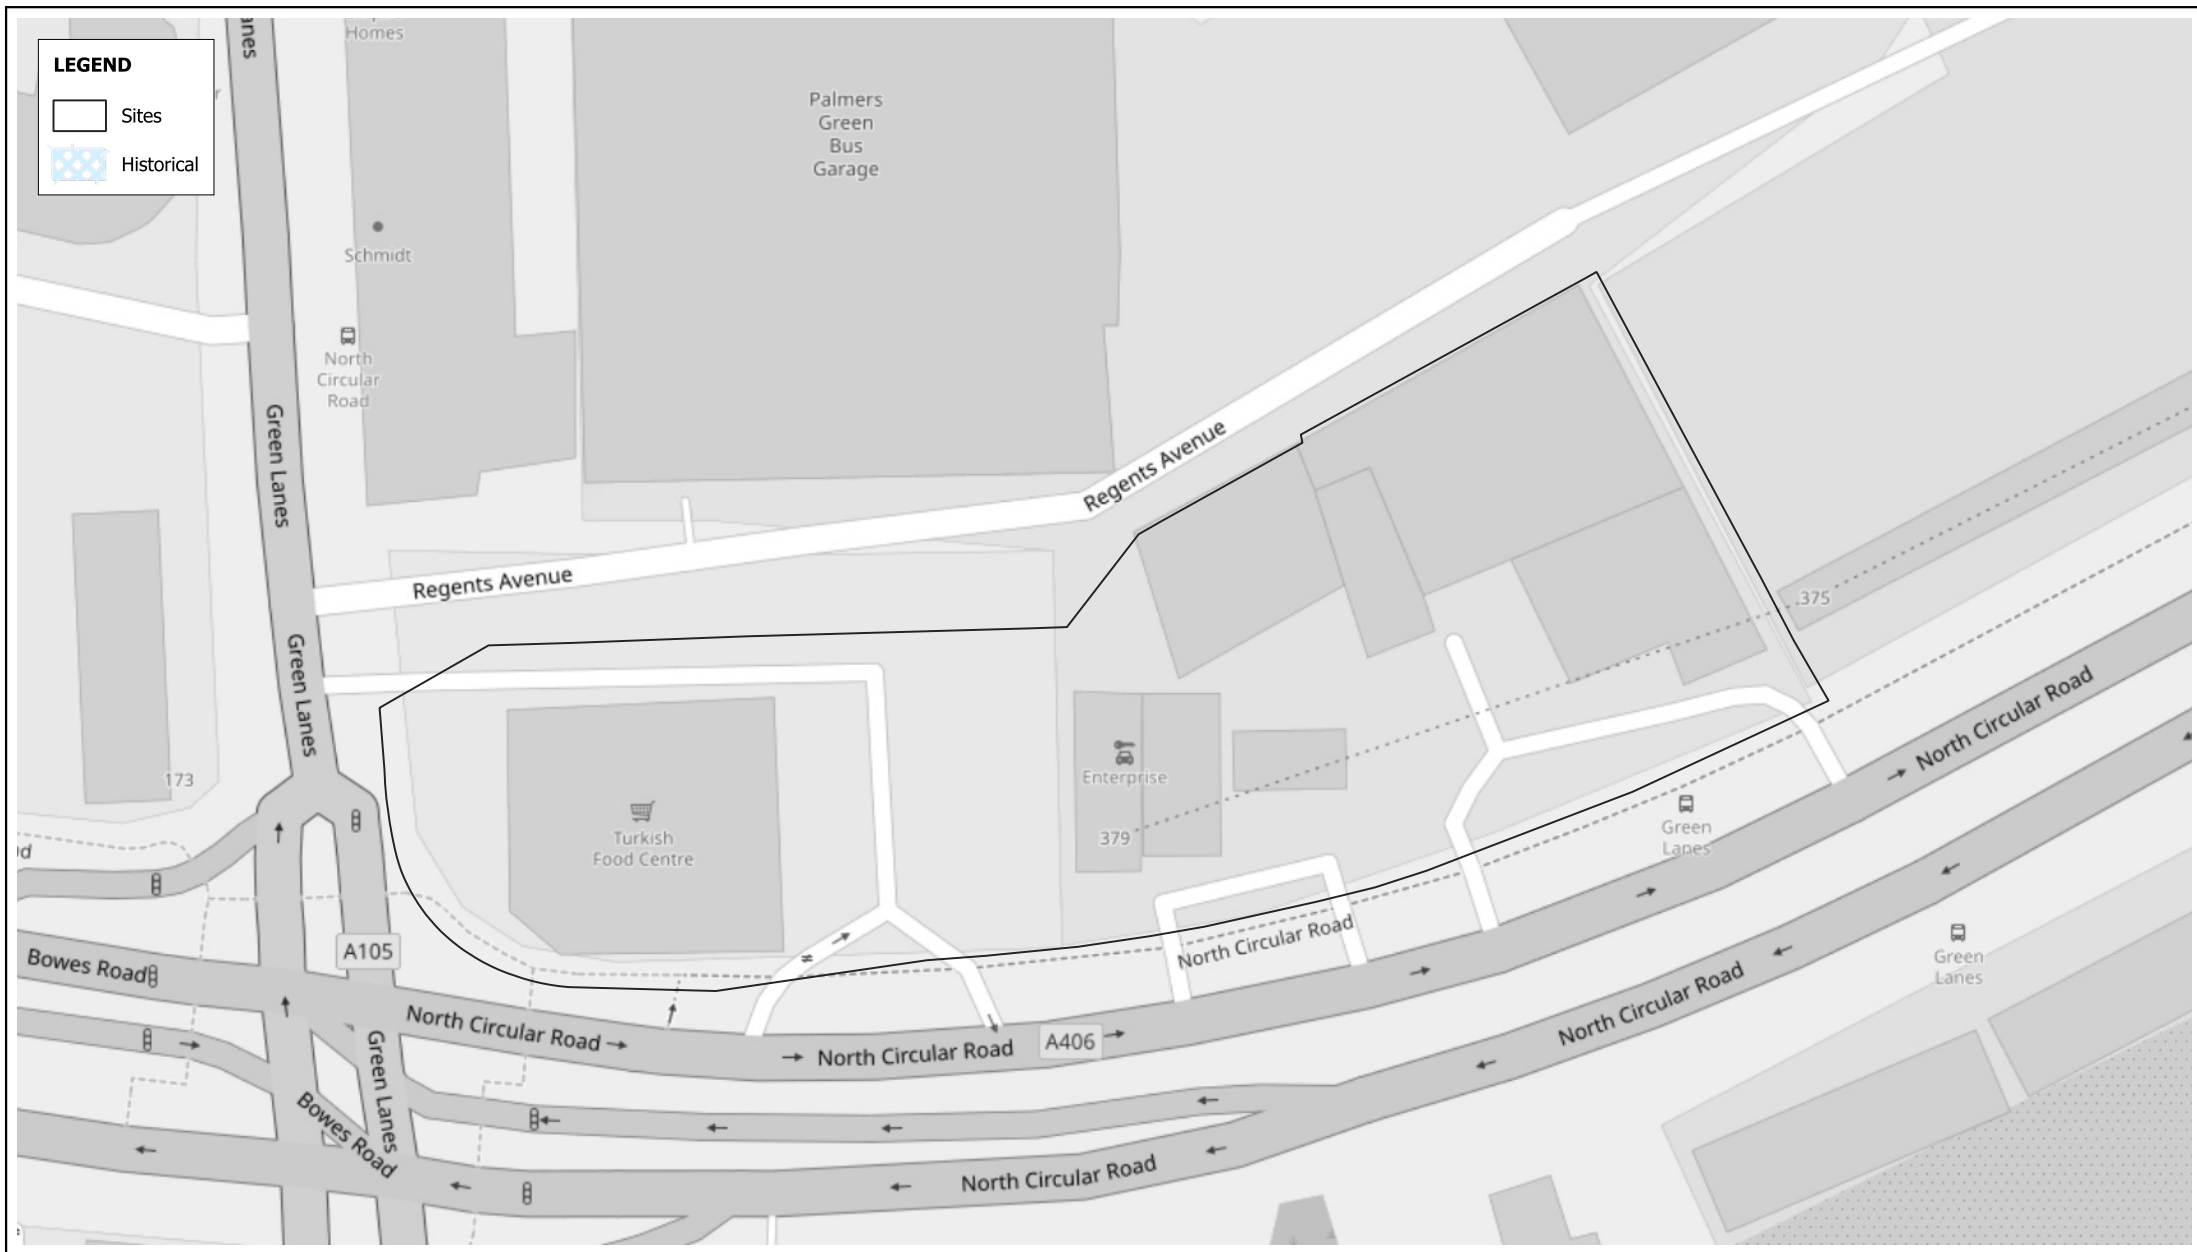 LEGEND
Sites
Historical
Homes
Palmers
Green
Bus
Garage
Schmidt
North
Circular
Road
Green Lanes
Regents Avenue
Regents Avenue
Green Lanes
375
173
Enterprise
379
Turkish
Food Centre
Green
Lanes
North Circular Road
North Circular Road
A105
Bowes Road
North Circular Road
North Circular Road
A406
Green Lanes
Green
Lanes
North Circular Road
Bowes Road
North Circular Road